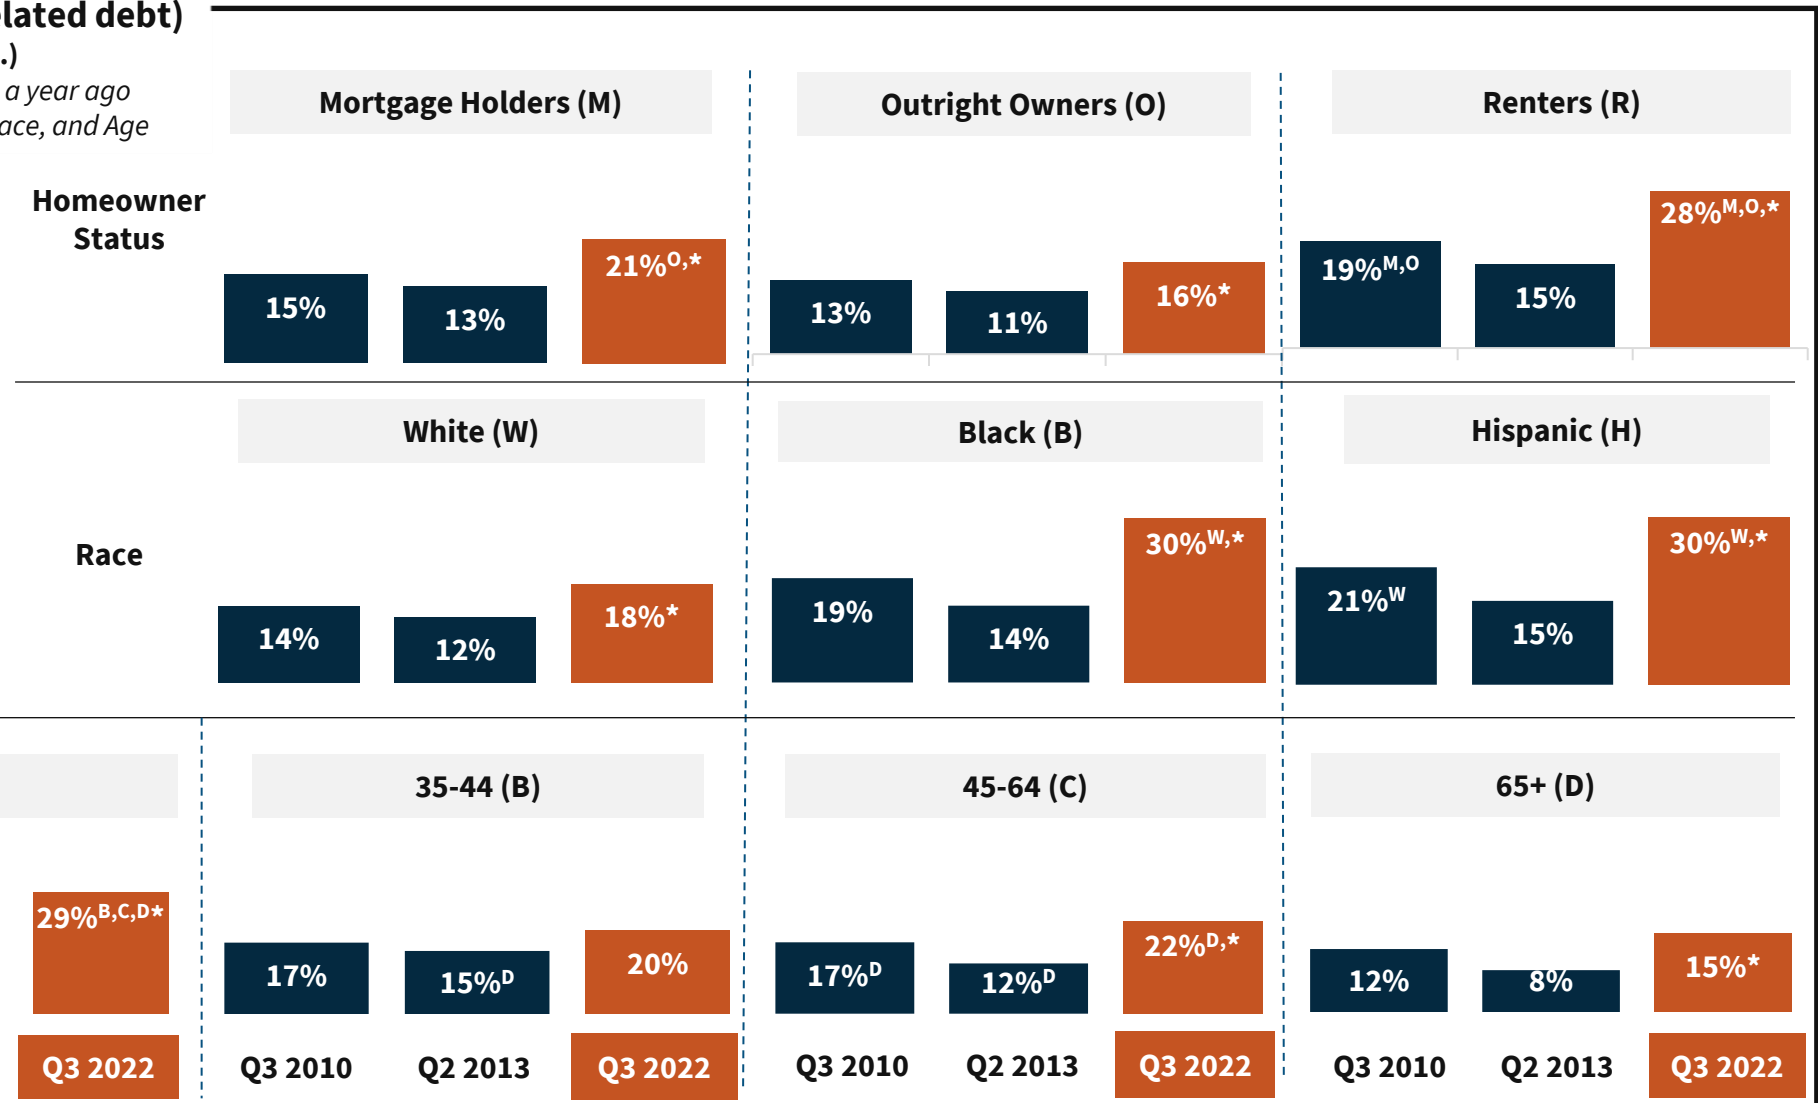 lated debt)
.)
a year ago
ace, and Age
Mortgage Holders (M)
Outright Owners (O)
Renters (R)
Homeowner
Status
15%
13%
21%O,*
13%
11%
16%*
19%M,O
15%
28%M,O,*
White (W)
Black (B)
Hispanic (H)
Race
14%
12%
18%*
19%
14%
30%W,*
21%W
15%
30%W,*
35-44 (B)
45-64 (C)
65+ (D)
29%B,C,D*
17%
15%D
20%
17%D
12%D
22%D,*
12%
8%
15%*
Q3 2022
Q3 2010
Q2 2013
Q3 2022
Q3 2010
Q2 2013
Q3 2022
Q3 2010
Q2 2013
Q3 2022